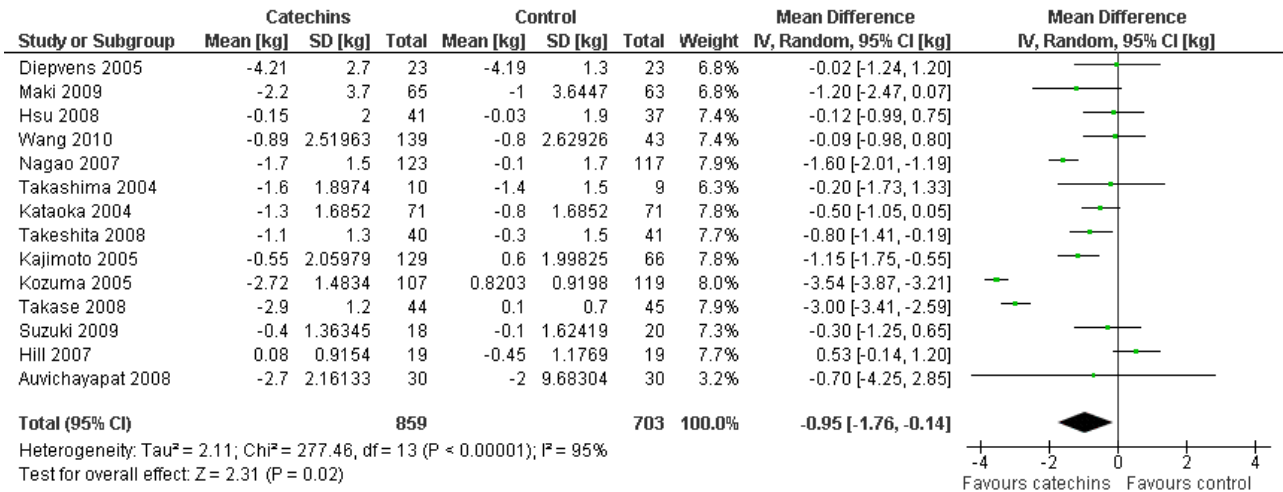 Catechins Control Mean Difference Mean Difference
Study or Subgroup Mean [kg] SD [kg] Total Mean [kg] SD [kg] Total Weight IV, Random, 95% CI [kg] IV, Random, 95% CI [kg]
Diepvens 2005 -4.21 2.7 23 -4.19 1.3 23 6.8% -0.02 [-1.24, 1.20]
Maki 2009 -2.2 3.7 65 -1 3.6447 63 6.8% -1.20 [-2.47, 0.07]
Hsu 2008 -0.15 2 41 -0.03 1.9 37 7.4% -0.12 [-0.99, 0.75]
Wang 2010 -0.89 2.51963 139 -0.8 2.62926 43 7.4% -0.09 [-0.98, 0.80]
Nagao 2007 -1.7 1.5 123 -0.1 1.7 117 7.9% -1.60 [-2.01, -1.19]
Takashima 2004 -1.6 1.8974 10 -1.4 1.5 9 6.3% -0.20 [-1.73, 1.33]
Kataoka 2004 -1.3 1.6852 71 -0.8 1.6852 71 7.8% -0.50 [-1.05, 0.05]
Takeshita 2008 -1.1 1.3 40 -0.3 1.5 41 7.7% -0.80 [-1.41, -0.19]
Kajimoto 2005 -0.55 2.05979 129 0.6 1.99825 66 7.8% -1.15 [-1.75, -0.55]
Kozuma 2005 -2.72 1.4834 107 0.8203 0.9198 119 8.0% -3.54 [-3.87, -3.21]
Takase 2008 -2.9 1.2 44 0.1 0.7 45 7.9% -3.00 [-3.41, -2.59]
Suzuki 2009 -0.4 1.36345 18 -0.1 1.62419 20 7.3% -0.30 [-1.25, 0.65]
Hill 2007 0.08 0.9154 19 -0.45 1.1769 19 7.7% 0.53 [-0.14, 1.20]
Auvichayapat 2008 -2.7 2.16133 30 -2 9.68304 30 3.2% -0.70 [-4.25, 2.85]
Total (95% CI) 859 703 100.0% -0.95 [-1.76, -0.14]
Heterogeneity: Tau² = 2.11; Chi² = 277.46, df = 13 (P < 0.00001); I² = 95%
Test for overall effect: Z = 2.31 (P = 0.02)
-4 -2 0 2 4
Favours catechins Favours control